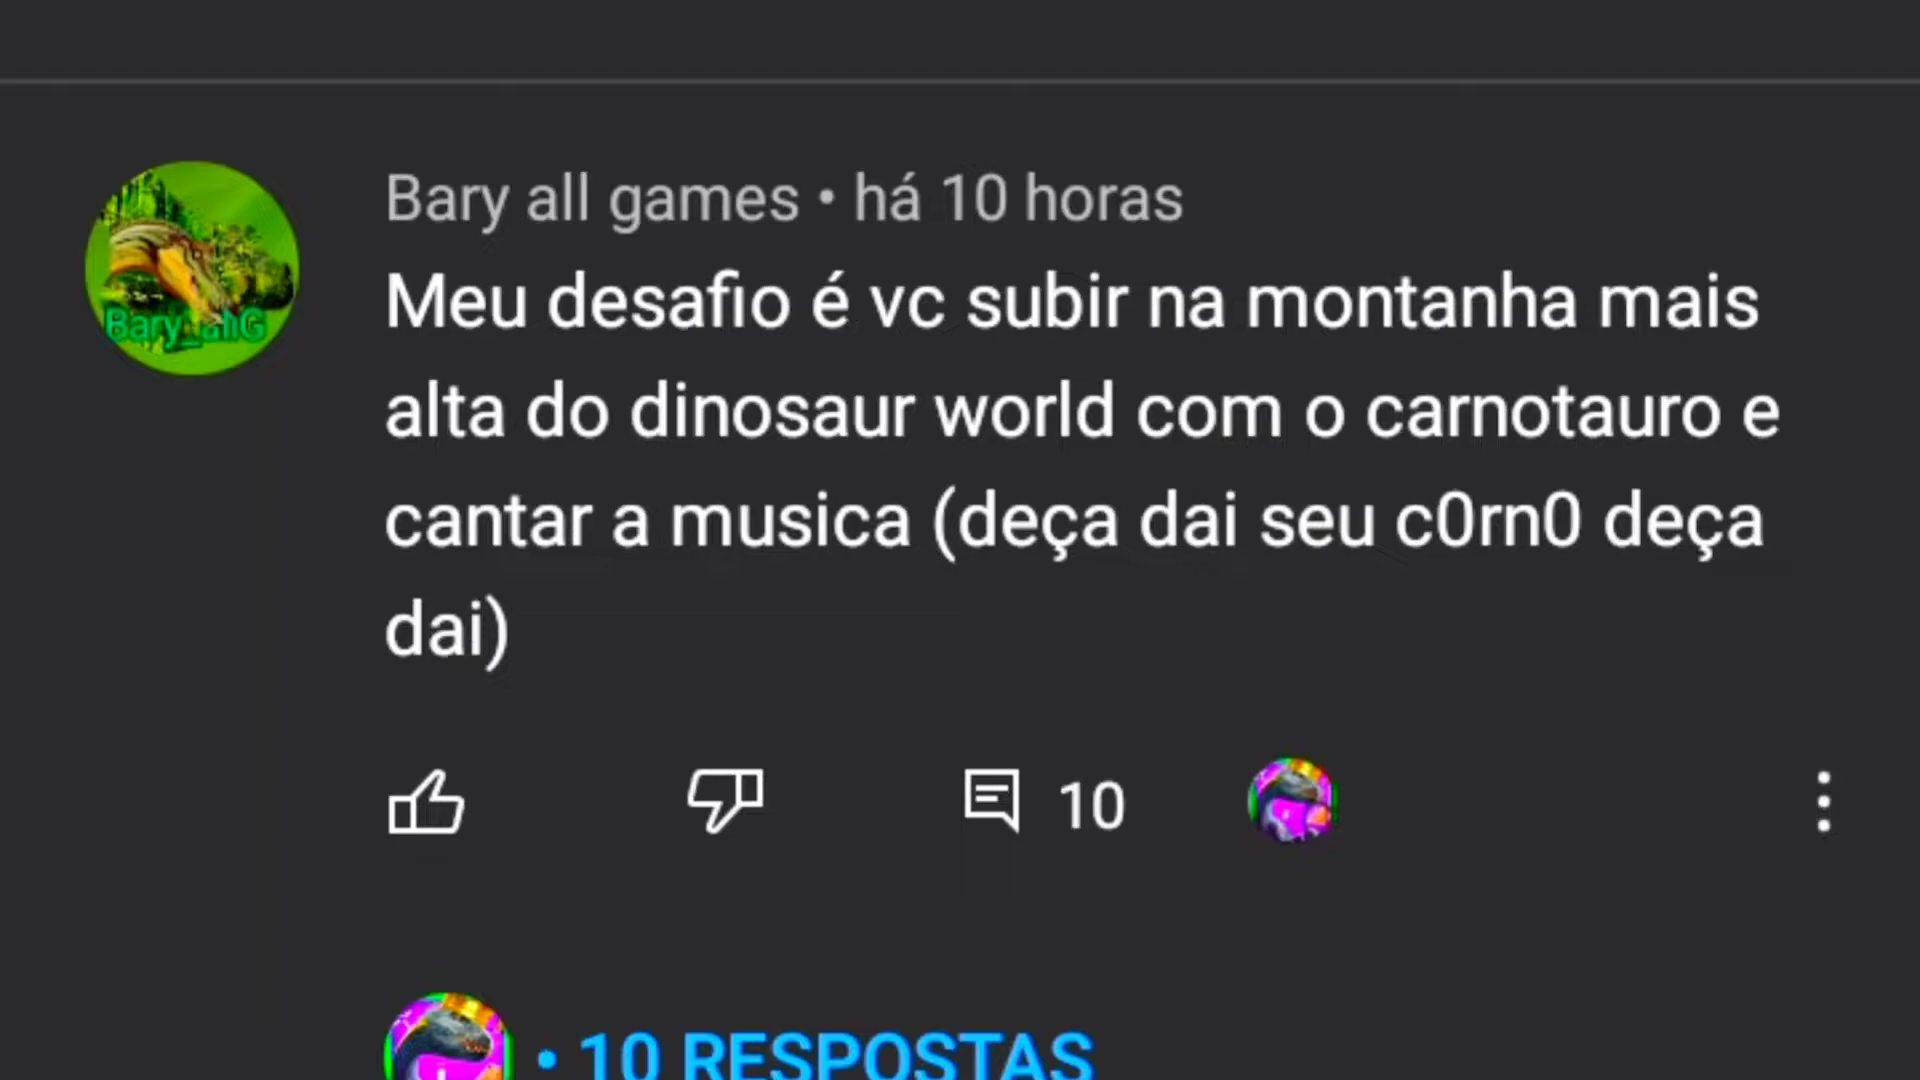 Bary all games • há 10 horas
Meu desafio é vc subir na montanha mais
alta do dinosaur world com o carnotauro e
cantar a musica (deça dai seu c0rn0 deça
dai)
10
• 10 RESPOSTAS